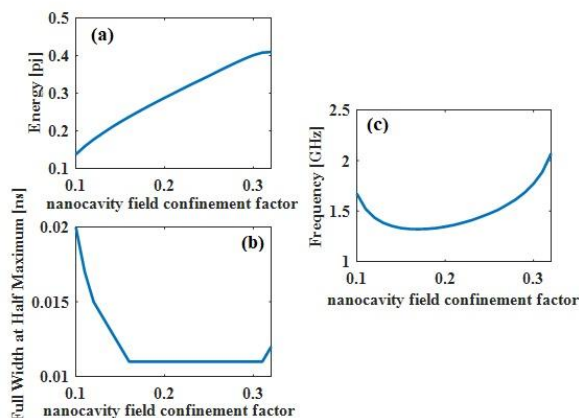 (a)
Energy [pj]
0.5
0.4
0.3
0.2
0.1
0.1 0.2 0.3
nanocavity field confinement factor
(b)
Full Width at Half Maximum [ns]
0.02
0.015
0.01
0.1 0.2 0.3
nanocavity field confinement factor
(c)
Frequency [GHz]
2.5
2
1.5
1
0.1 0.2 0.3
nanocavity field confinement factor